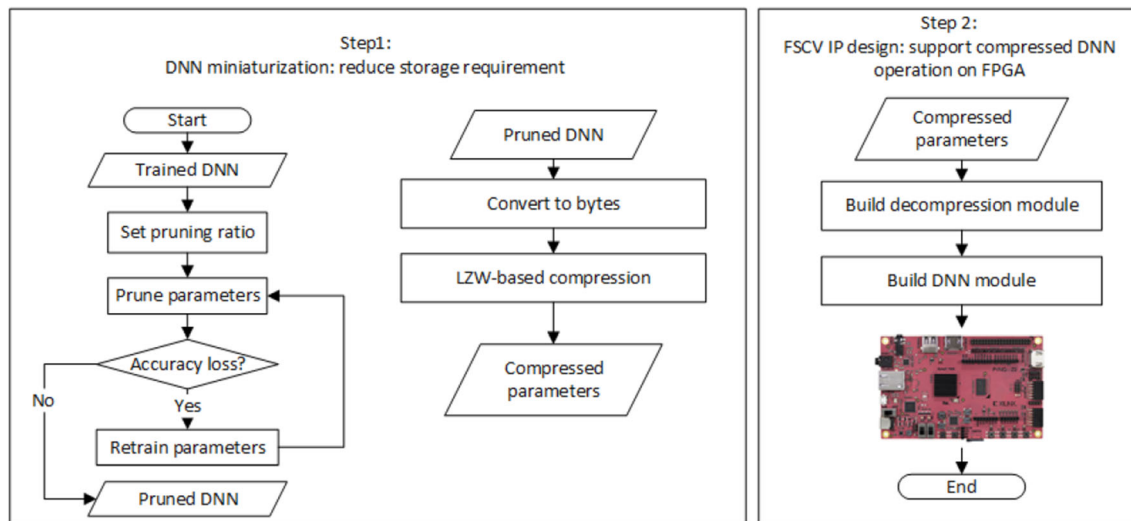 Step1:
DNN miniaturization: reduce storage requirement
Start
Trained DNN
Set pruning ratio
Prune parameters
Accuracy loss?
No
Yes
Retrain parameters
Pruned DNN
Pruned DNN
Convert to bytes
LZW-based compression
Compressed
parameters
Step 2:
FSCV IP design: support compressed DNN
operation on FPGA
Compressed
parameters
Build decompression module
Build DNN module
End